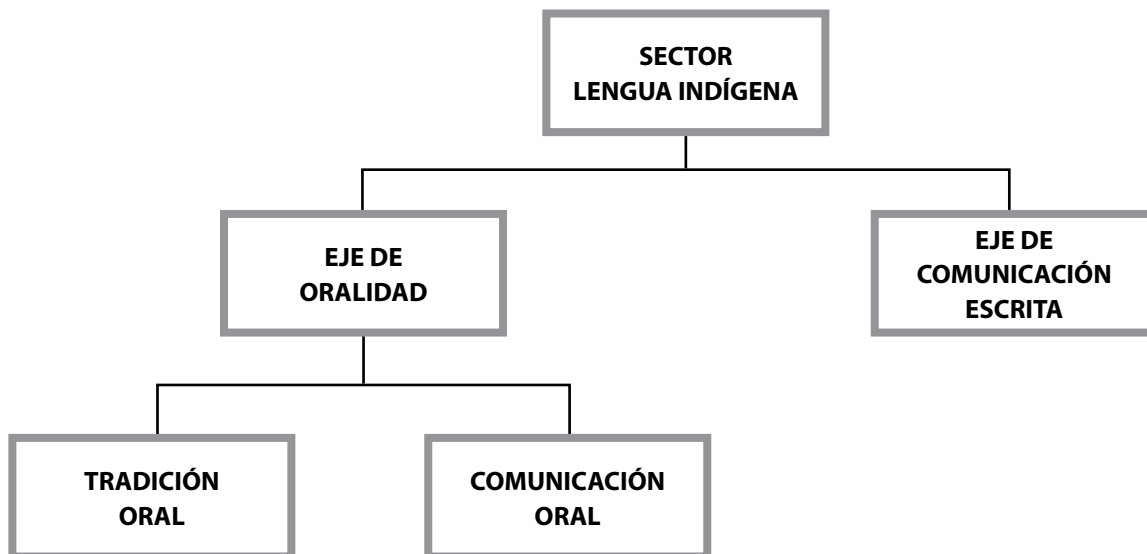 SECTOR
LENGUA INDÍGENA
EJE DE
ORALIDAD
EJE DE
COMUNICACIÓN
ESCRITA
TRADICIÓN
ORAL
COMUNICACIÓN
ORAL